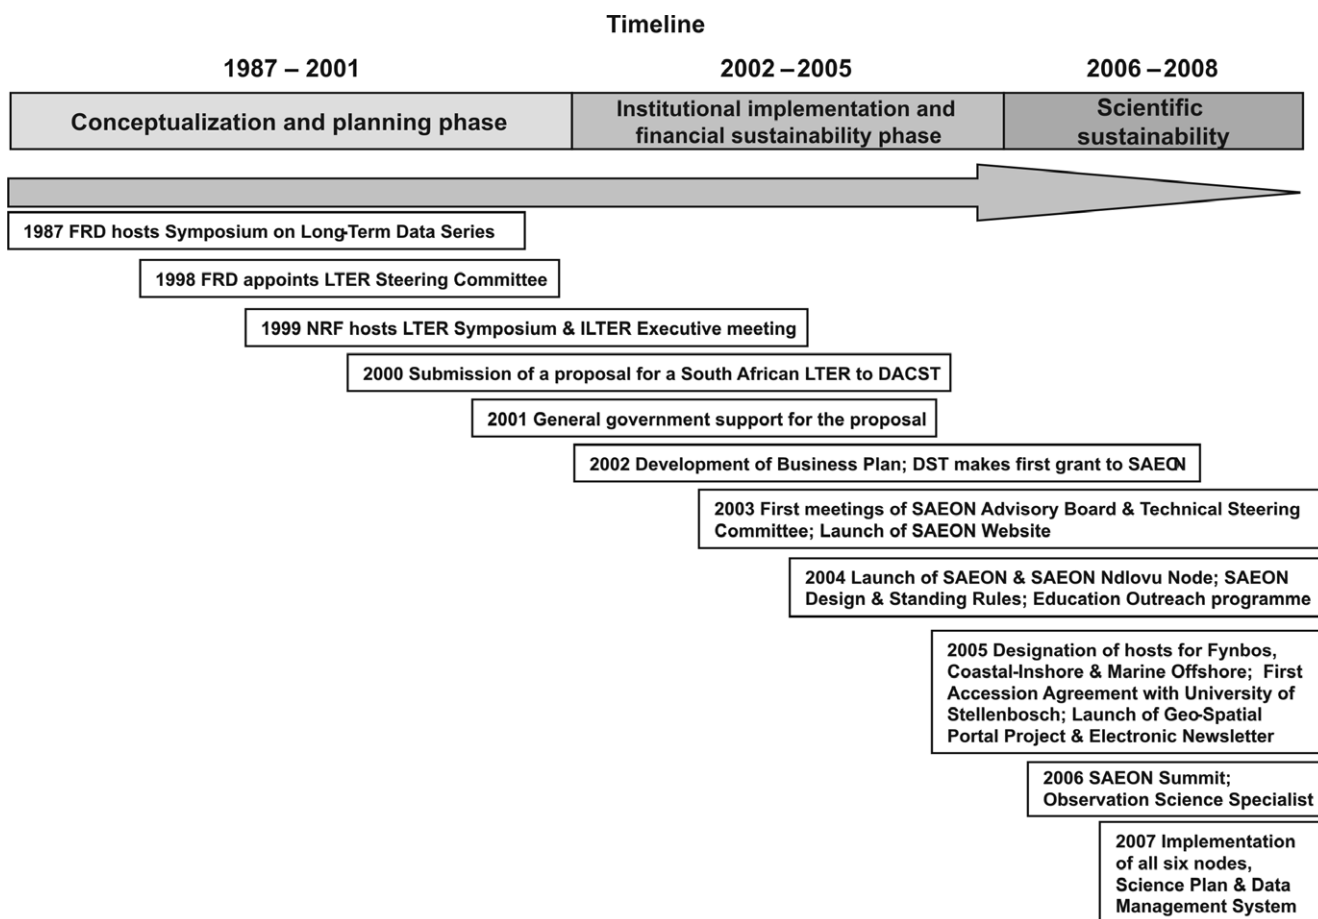 Timeline
1987 – 2001
2002 – 2005
2006 – 2008
Conceptualization and planning phase
Institutional implementation and
financial sustainability phase
Scientific
sustainability
1987 FRD hosts Symposium on Long-Term Data Series
1998 FRD appoints LTER Steering Committee
1999 NRF hosts LTER Symposium & ILTER Executive meeting
2000 Submission of a proposal for a South African LTER to DACST
2001 General government support for the proposal
2002 Development of Business Plan; DST makes first grant to SAEON
2003 First meetings of SAEON Advisory Board & Technical Steering
Committee; Launch of SAEON Website
2004 Launch of SAEON & SAEON Ndlovu Node; SAEON
Design & Standing Rules; Education Outreach programme
2005 Designation of hosts for Fynbos,
Coastal-Inshore & Marine Offshore; First
Accession Agreement with University of
Stellenbosch; Launch of Geo-Spatial
Portal Project & Electronic Newsletter
2006 SAEON Summit;
Observation Science Specialist
2007 Implementation
of all six nodes,
Science Plan & Data
Management System